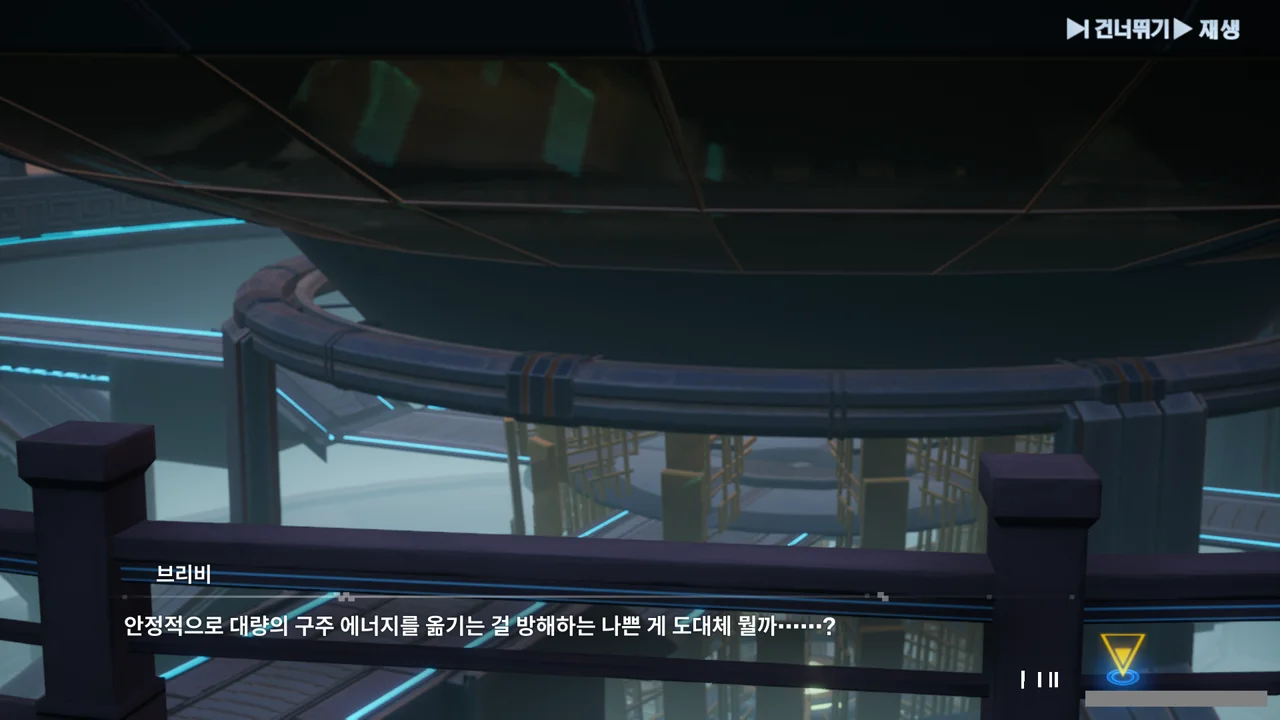 건너뛰기 재생
브리비
안정적으로 대량의 구주 에너지를 옮기는 걸 방해하는 나쁜 게 도대체 뭘까……?